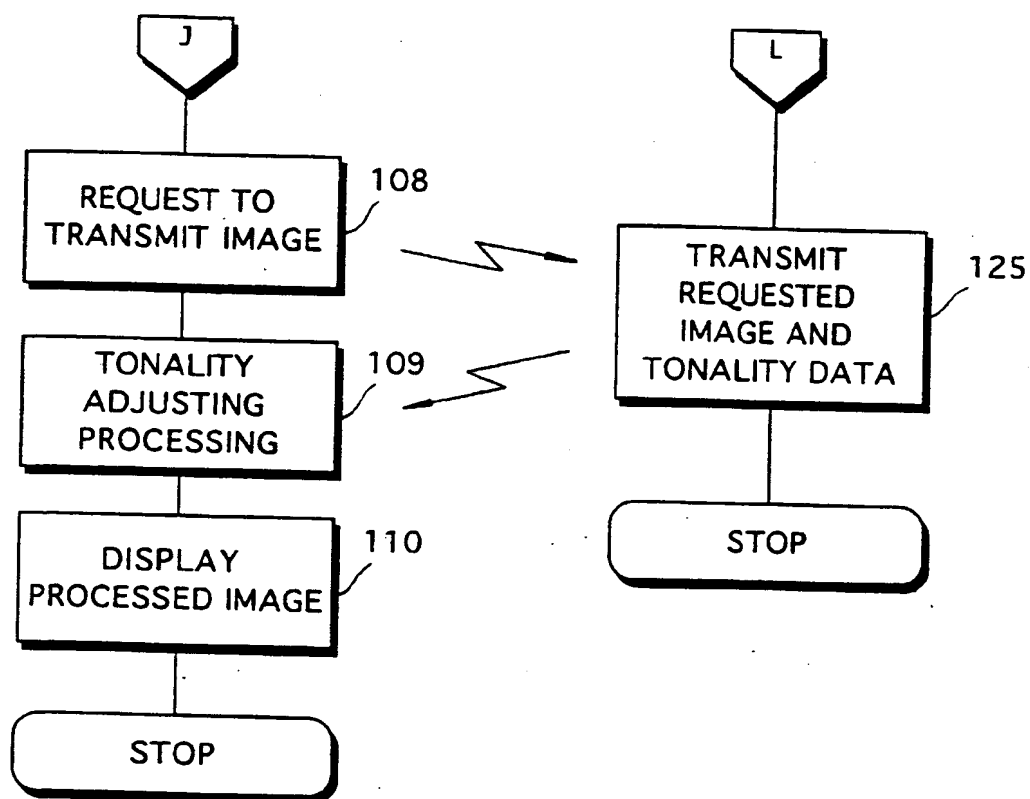 J
REQUEST TO
TRANSMIT IMAGE
108
TONALITY
ADJUSTING
PROCESSING
109
DISPLAY
PROCESSED IMAGE
110
STOP
L
TRANSMIT
REQUESTED
IMAGE AND
TONALITY DATA
125
STOP